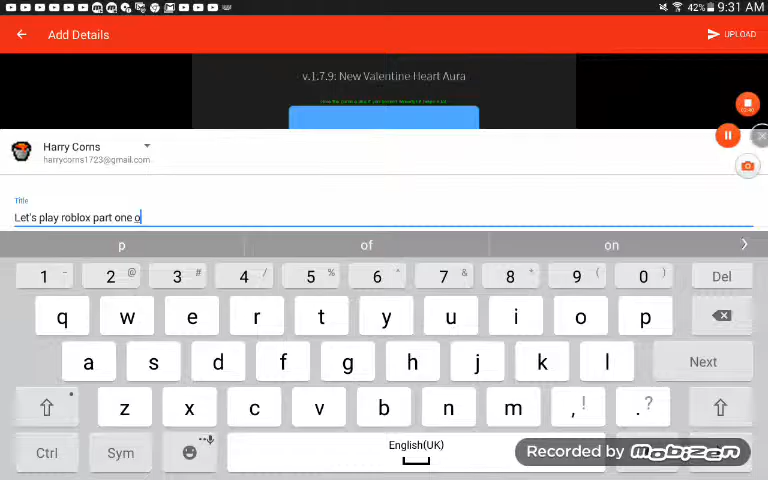 42% 9:31 AM
Add Details
UPLOAD
v.1.7.9: New Valentine Heart Aura
Harry Corns
harrycorns1723@gmail.com
Title
Let's play roblox part one o
p of on
1 - 2 @ 3 # 4 / 5 % 6 ^ 7 & 8 * 9 ( 0 ) Del
q w e r t y u i o p
a s d f g h j k l Next
z x c v b n m , ! . ?
Ctrl Sym English(UK)
Recorded by
mobizen